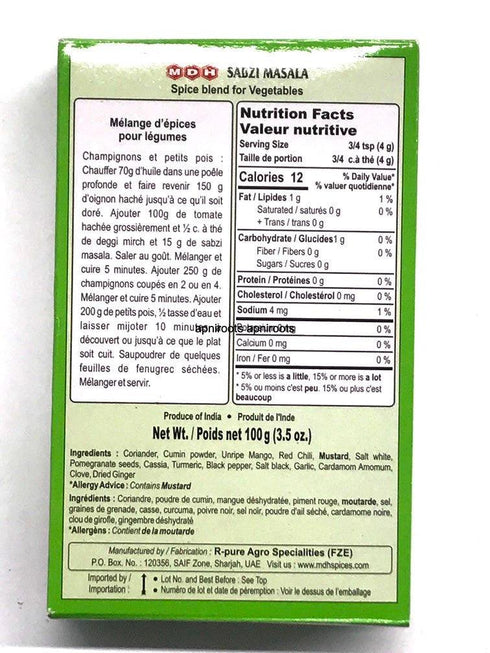 MDH SABZI MASALA
Spice blend for Vegetables
Mélange d'épices
pour légumes
Champignons et petits pois :
Chauffer 70g d'huile dans une pôele
profonde et faire revenir 150 g
d'oignon haché jusqu'à ce qu'il soit
doré. Ajouter 100g de tomate
hachée grossièrement et ½ c. à thé
de deggi mirch et 15 g de sabzi
masala. Saler au goût. Mélanger et
cuire 5 minutes. Ajouter 250 g de
champignons coupés en 2 ou en 4.
Mélanger et cuire 5 minutes. Ajouter
200 g de petits pois, ½ tasse d'eau et
laisser mijoter 10 minutes
découvert ou jusqu'à ce que le plat
soit cuit. Saupoudrer de quelques
feuilles de fenugrec séchées.
Mélanger et servir.
Nutrition Facts
Valeur nutritive
Serving Size 3/4 tsp (4 g)
Taille de portion 3/4 c.à thé (4 g)
Calories 12 % Daily Value*
% valuer quotidienne*
Fat / Lipides 1 g 1 %
Saturated / saturés 0 g 0 %
+ Trans / trans 0 g
Carbohydrate / Glucides1 g 0 %
Fiber / Fibers 0 g 0 %
Sugars / Sucres 0 g
Protein / Protéines 0 g 0 %
Cholesterol / Cholestérol 0 mg 0 %
Sodium 4 mg 1 %
apniroots apniroots
0 %
Calcium 0 mg 0 %
Iron / Fer 0 mg 0 %
* 5% or less is a little, 15% or more is a lot
* 5% ou moins c'est peu. 15% ou plus c'est
beaucoup
Produce of India • Produit de l'Inde
Net Wt. / Poids net 100 g (3.5 oz.)
Ingredients : Coriander, Cumin powder, Unripe Mango, Red Chili, Mustard, Salt white,
Pomegranate seeds, Cassia, Turmeric, Black pepper, Salt black, Garlic, Cardamom Amomum,
Clove, Dried Ginger
*Allergy Advice : Contains Mustard
Ingrédients : Coriandre, poudre de cumin, mangue déshydratée, piment rouge, moutarde, sel,
graines de grenade, casse, curcuma, poivre noir, sel noir, poudre d'ail séché, cardamome noire,
clou de girofle, gingembre déshydraté
*Allergèns : Contient de la moutarde
Manufactured by / Fabrication : R-pure Agro Specialities (FZE)
P.O. Box, No. : 120356, SAIF Zone, Sharjah, UAE Visit us : www.mdhspices.com
Imported by / • Lot No. and Best Before : See Top
Importation : • Numéro de lot et date de péremption : Voir le dessus de l'emballage